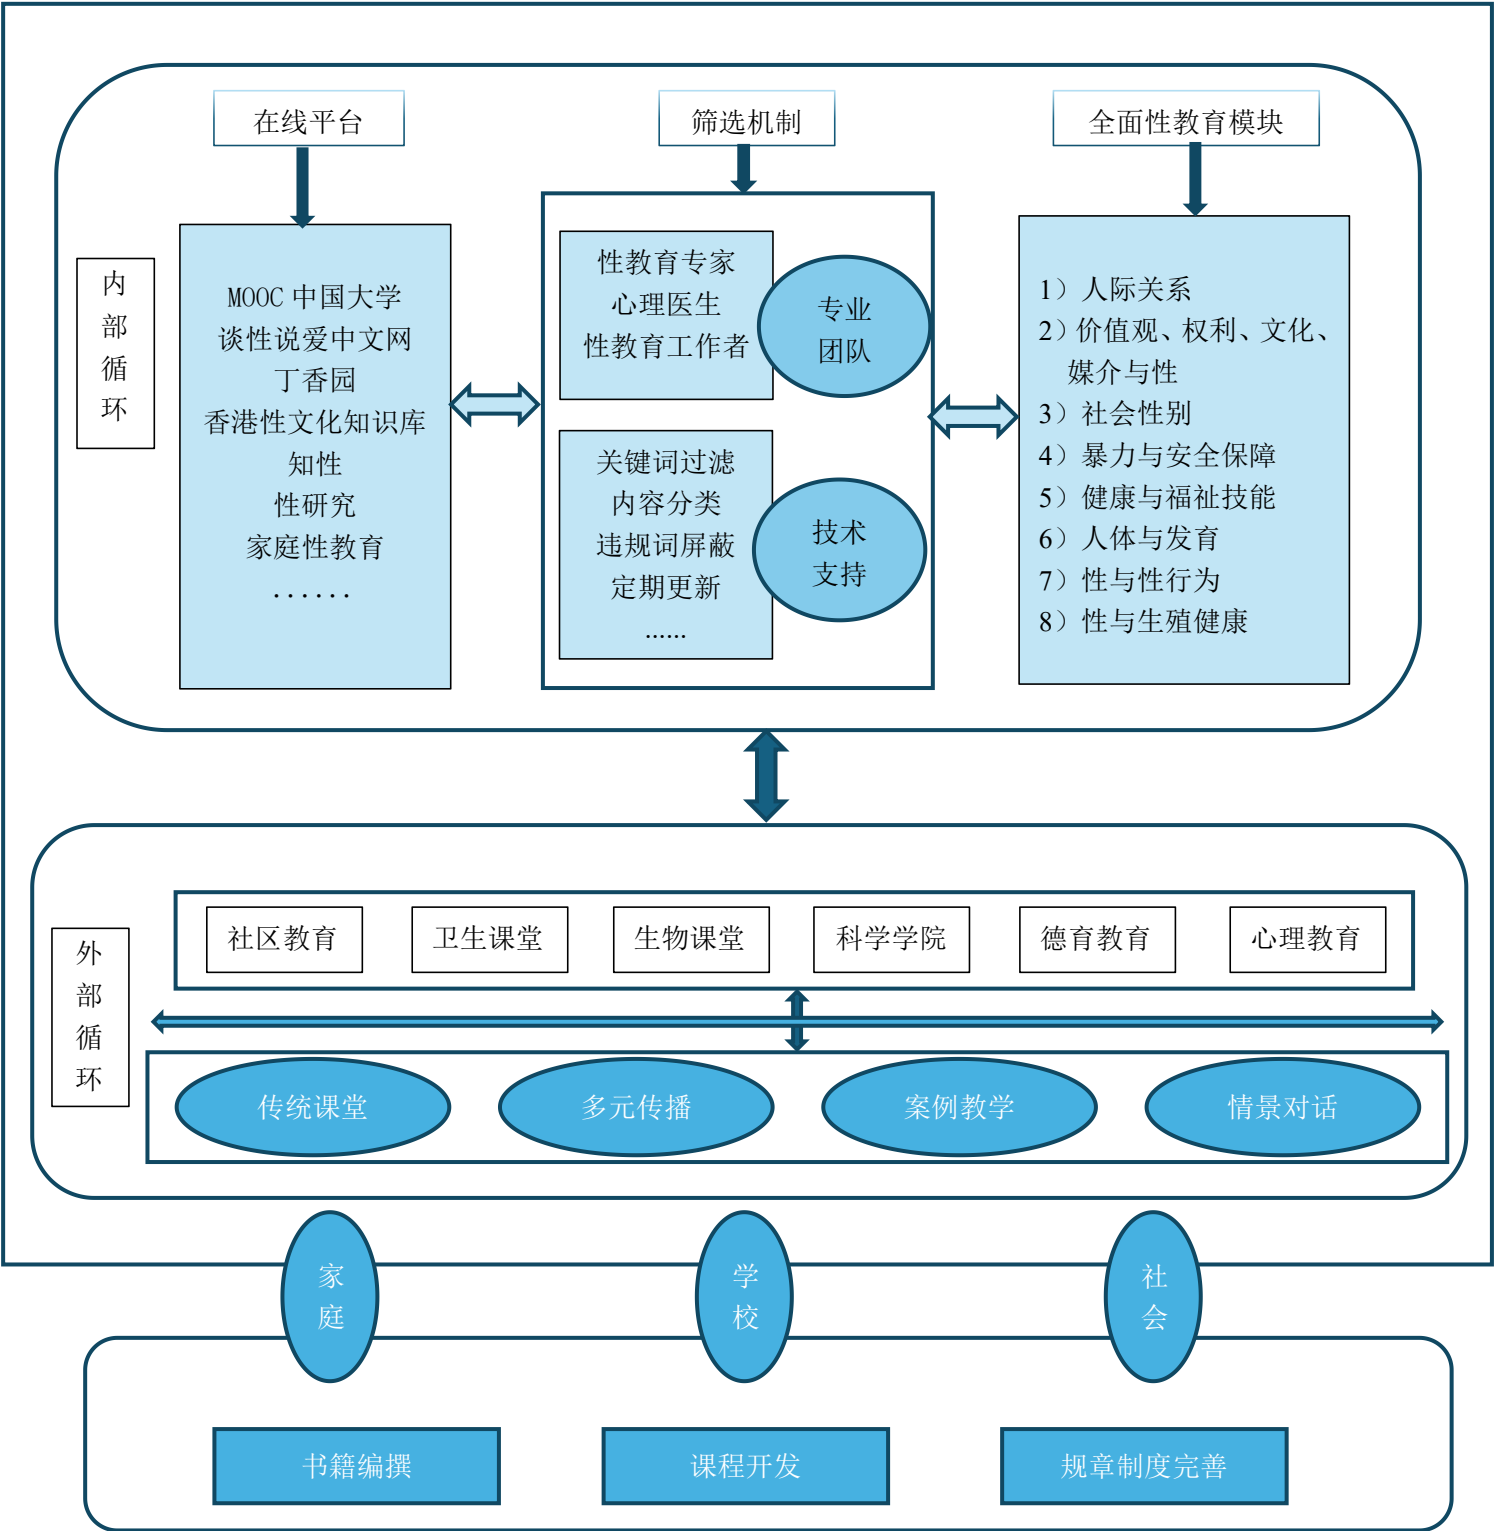 在线平台
筛选机制
全面性教育模块
内
部
循
环
MOOC 中国大学
谈性说爱中文网
丁香园
香港性文化知识库
知性
性研究
家庭性教育
......
性教育专家
心理医生
性教育工作者
专业
团队
关键词过滤
内容分类
违规词屏蔽
定期更新
......
技术
支持
1）人际关系
2）价值观、权利、文化、
媒介与性
3）社会性别
4）暴力与安全保障
5）健康与福祉技能
6）人体与发育
7）性与性行为
8）性与生殖健康
外
部
循
环
社区教育
卫生课堂
生物课堂
科学学院
德育教育
心理教育
传统课堂
多元传播
案例教学
情景对话
家
庭
学
校
社
会
书籍编撰
课程开发
规章制度完善